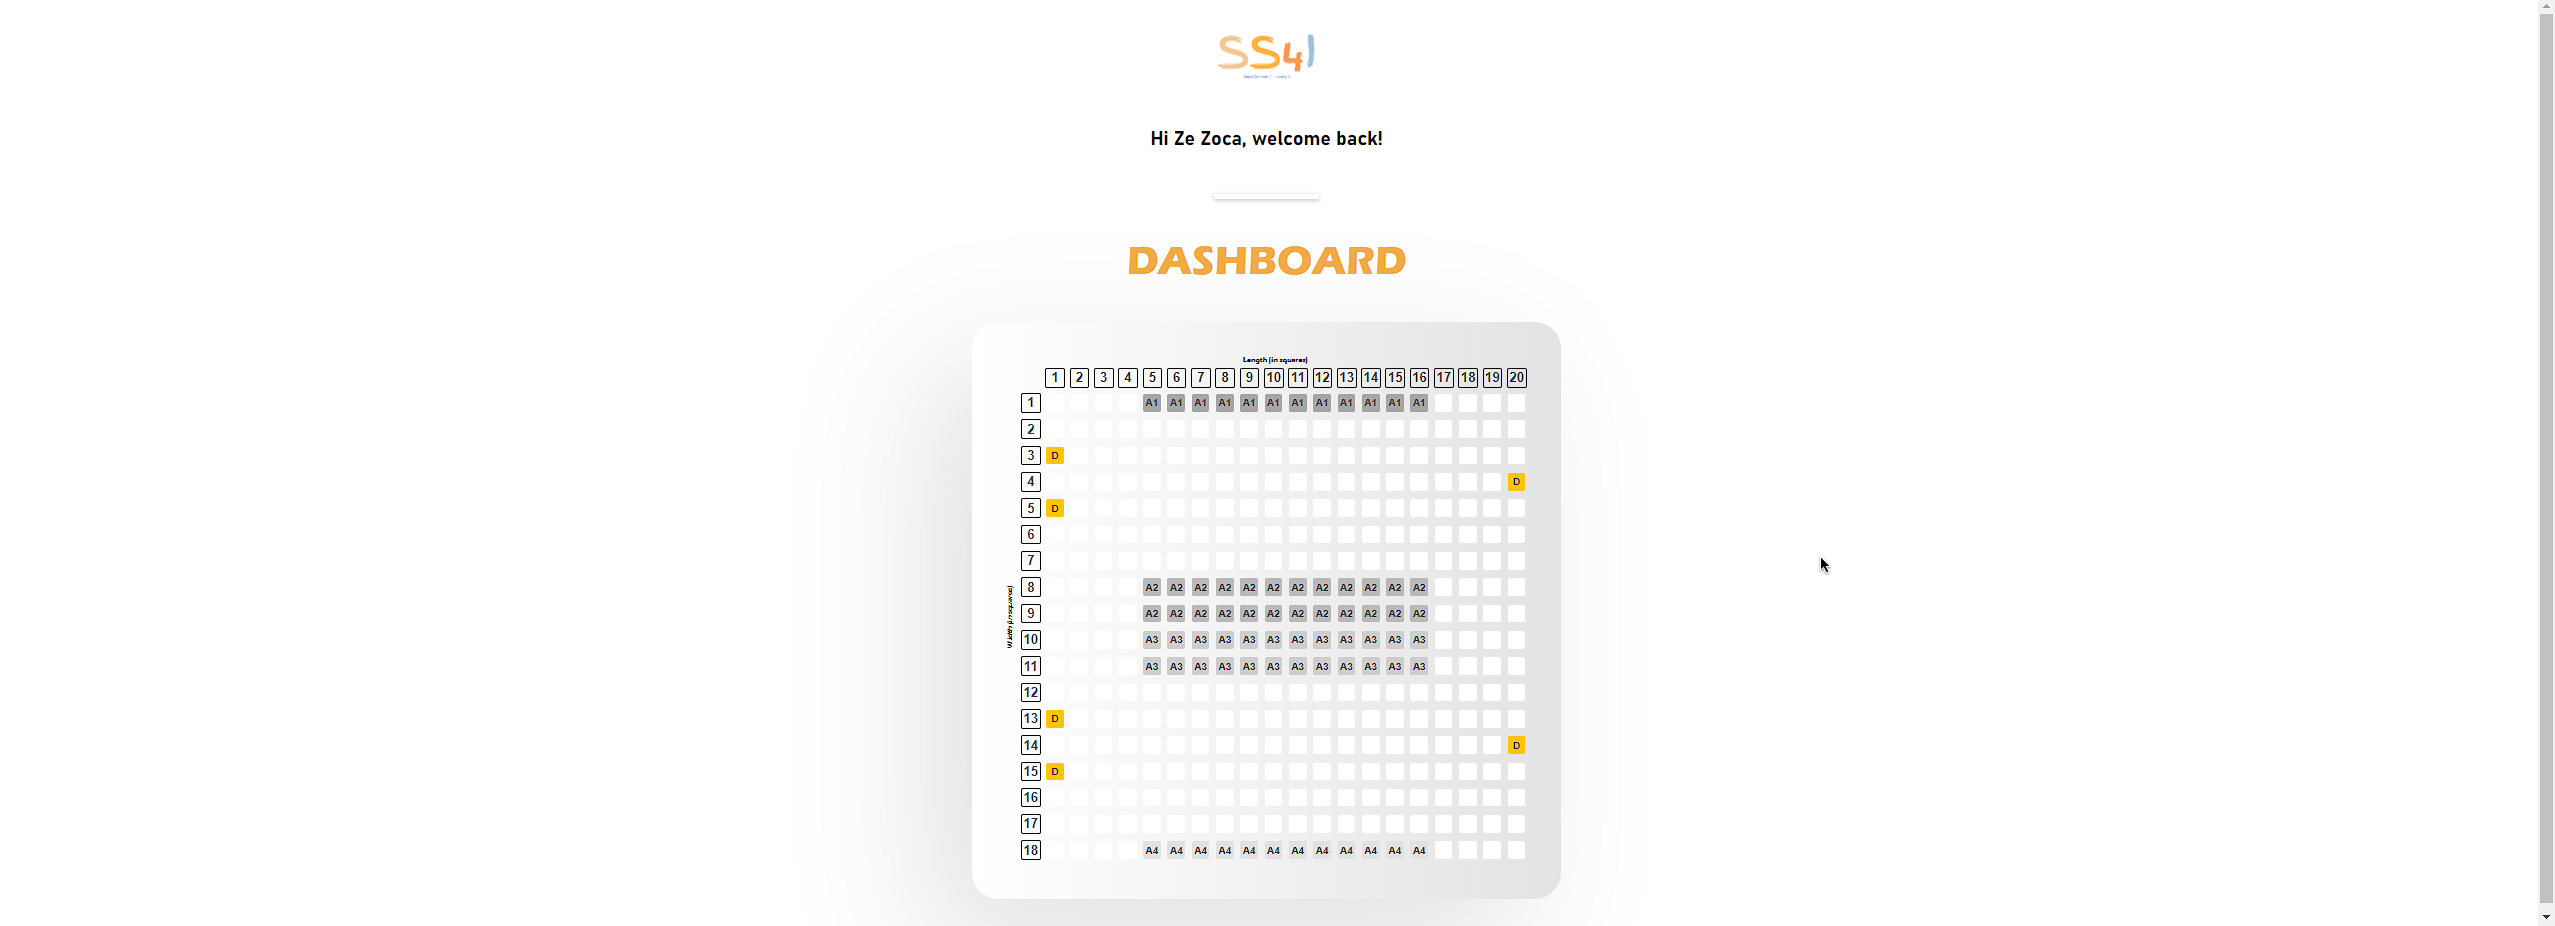 SS4I
Hi Ze Zoca, welcome back!
DASHBOARD
Length (in squares)
1 2 3 4 5 6 7 8 9 10 11 12 13 14 15 16 17 18 19 20
1 A1 A1 A1 A1 A1 A1 A1 A1 A1 A1 A1 A1
2
3 D
4 D
5 D
6
7
Width (in squares)
8 A2 A2 A2 A2 A2 A2 A2 A2 A2 A2 A2 A2
9 A2 A2 A2 A2 A2 A2 A2 A2 A2 A2 A2 A2
10 A3 A3 A3 A3 A3 A3 A3 A3 A3 A3 A3 A3
11 A3 A3 A3 A3 A3 A3 A3 A3 A3 A3 A3 A3
12
13 D
14 D
15 D
16
17
18 A4 A4 A4 A4 A4 A4 A4 A4 A4 A4 A4 A4